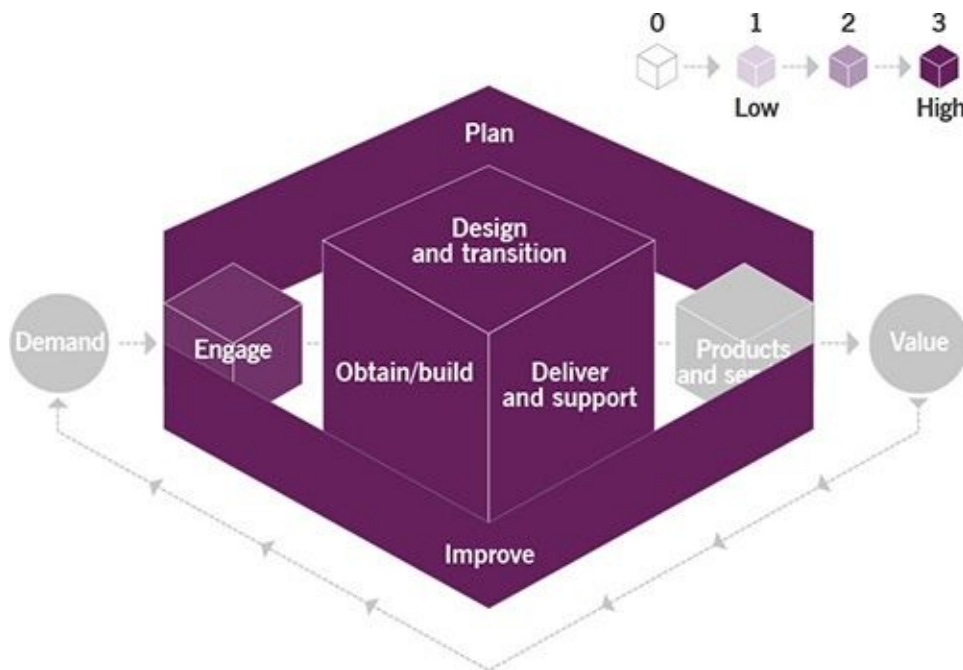 0 1 2 3
Low High
Plan
Design
and transition
Demand
Engage
Obtain/build
Deliver
and support
Products
and
Value
Improve